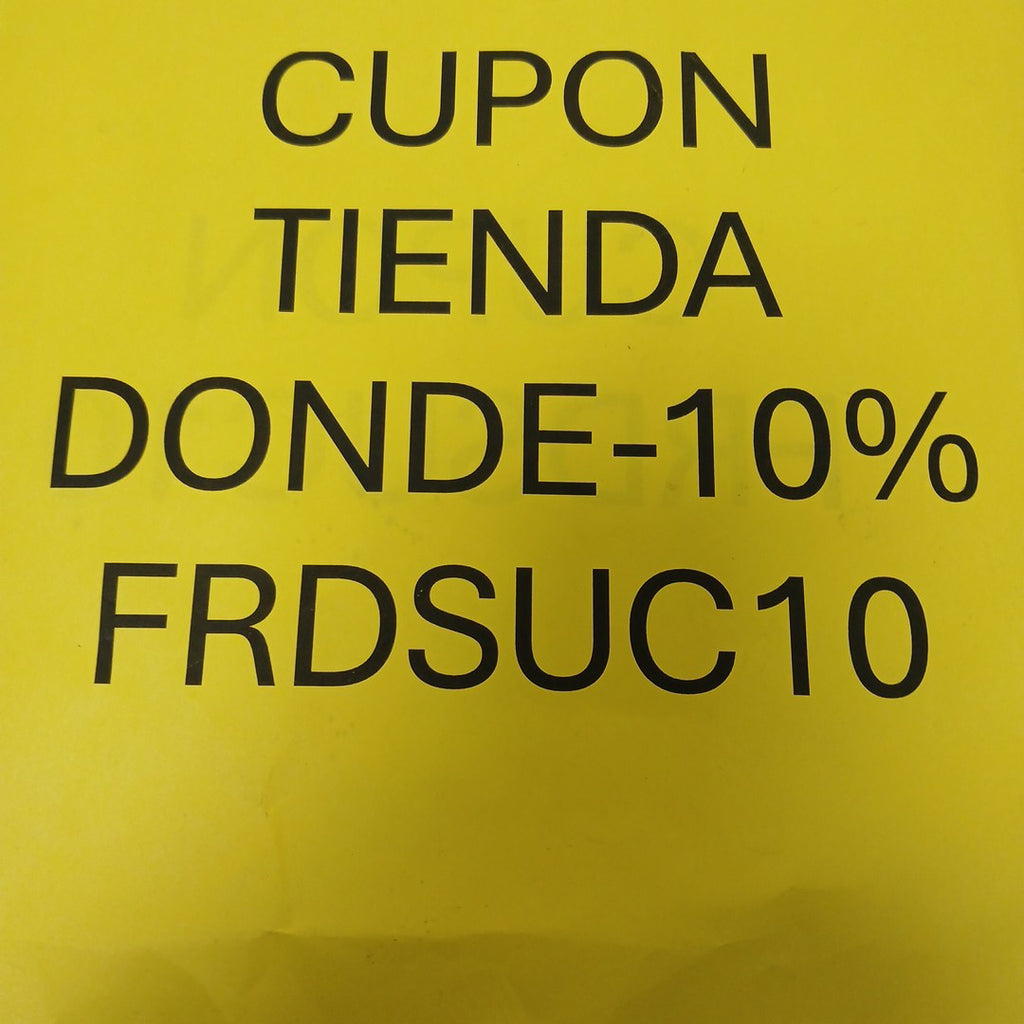 CUPON
TIENDA
DONDE-10%
FRDSUC10